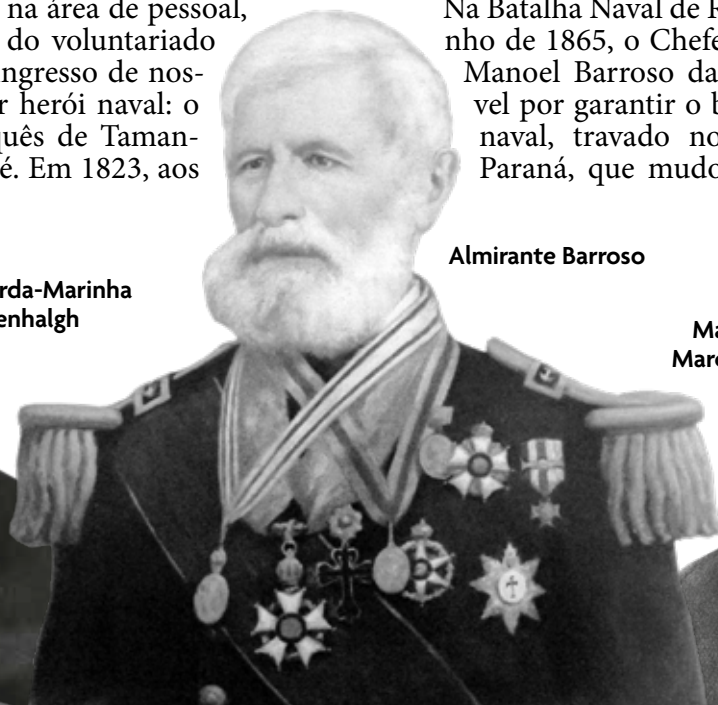 na área de pessoal,
do voluntariado
ngresso de nos-
r herói naval: o
quês de Taman-
é. Em 1823, aos
Na Batalha Naval de R
nho de 1865, o Chefe
Manoel Barroso da
vel por garantir o b
naval, travado no
Paraná, que mudo
Almirante Barroso
rda-Marinha
enhalgh
Ma
Marc